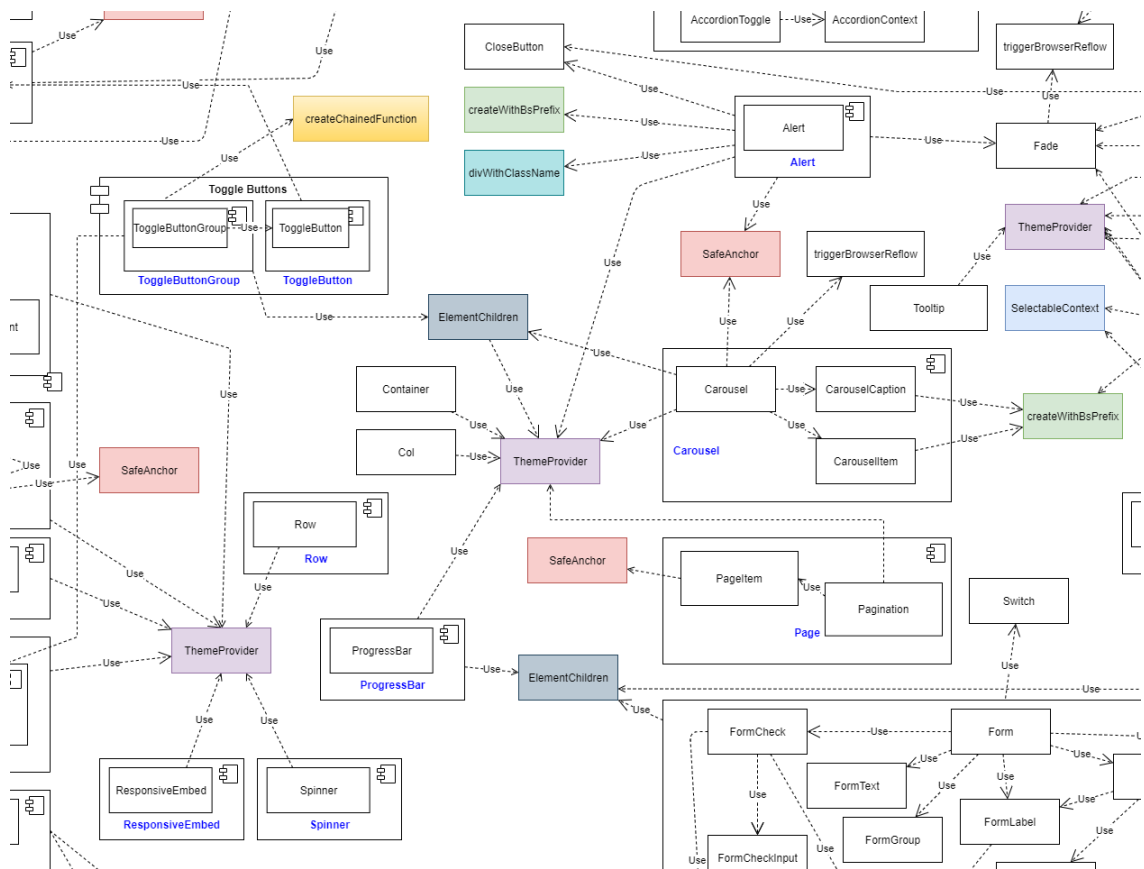 AccordionToggle
Use
AccordionContext
Use
CloseButton
triggerBrowserReflow
Use
Use
Use
Use
Use
createWithBsPrefix
createChainedFunction
Use
Alert
Alert
Use
Use
Fade
Use
divWithClassName
Use
Toggle Buttons
ToggleButtonGroup
Use
ToggleButton
ToggleButtonGroup
ToggleButton
Use
ThemeProvider
SafeAnchor
triggerBrowserReflow
Use
Use
Tooltip
SelectableContext
ElementChildren
Use
Use
Use
Use
Use
nt
Use
Container
Use
Carousel
Use
CarouselCaption
Use
Use
createWithBsPrefix
Use
Use
Col
Use
ThemeProvider
Carousel
CarouselItem
Use
Use
SafeAnchor
Use
Row
Row
Use
SafeAnchor
Use
PageItem
Use
Pagination
Page
Use
Use
Use
Switch
Use
ThemeProvider
Use
ProgressBar
ProgressBar
Use
ElementChildren
Use
Use
Use
Use
FormCheck
Use
Form
Use
Use
Use
Use
Use
FormText
ResponsiveEmbed
ResponsiveEmbed
Spinner
Spinner
Use
Use
FormGroup
FormLabel
Use
Use
FormCheckInput